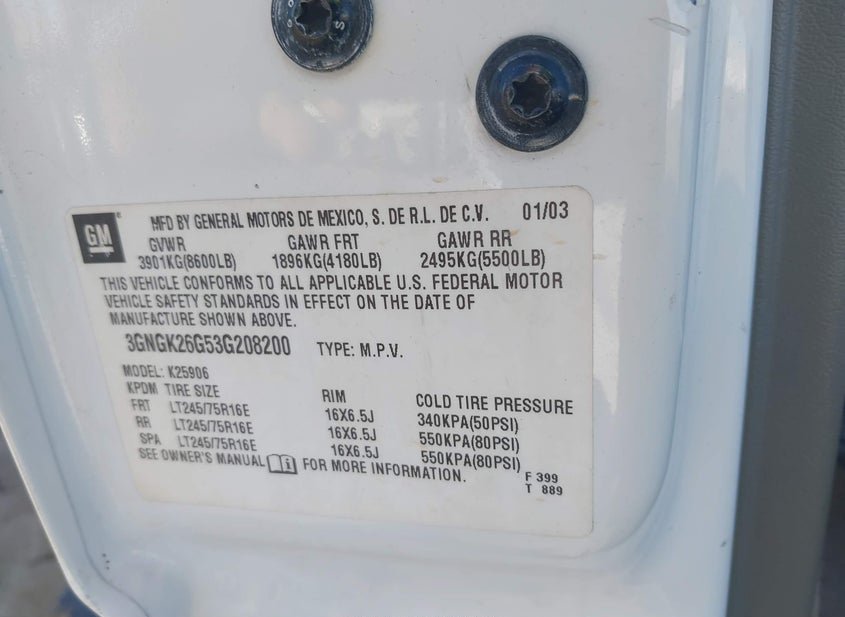 GM
MFD BY GENERAL MOTORS DE MEXICO, S. DE R.L. DE C.V. 01/03
GVWR GAWR FRT GAWR RR
3901KG(8600LB) 1896KG(4180LB) 2495KG(5500LB)
THIS VEHICLE CONFORMS TO ALL APPLICABLE U.S. FEDERAL MOTOR
VEHICLE SAFETY STANDARDS IN EFFECT ON THE DATE OF
MANUFACTURE SHOWN ABOVE.
3GNGK26G53G208200 TYPE: M.P.V.
MODEL: K25906
KPDM TIRE SIZE RIM COLD TIRE PRESSURE
FRT LT245/75R16E 16X6.5J 340KPA(50PSI)
RR LT245/75R16E 16X6.5J 550KPA(80PSI)
SPA LT245/75R16E 16X6.5J 550KPA(80PSI)
SEE OWNER'S MANUAL FOR MORE INFORMATION.
F 399
T 889